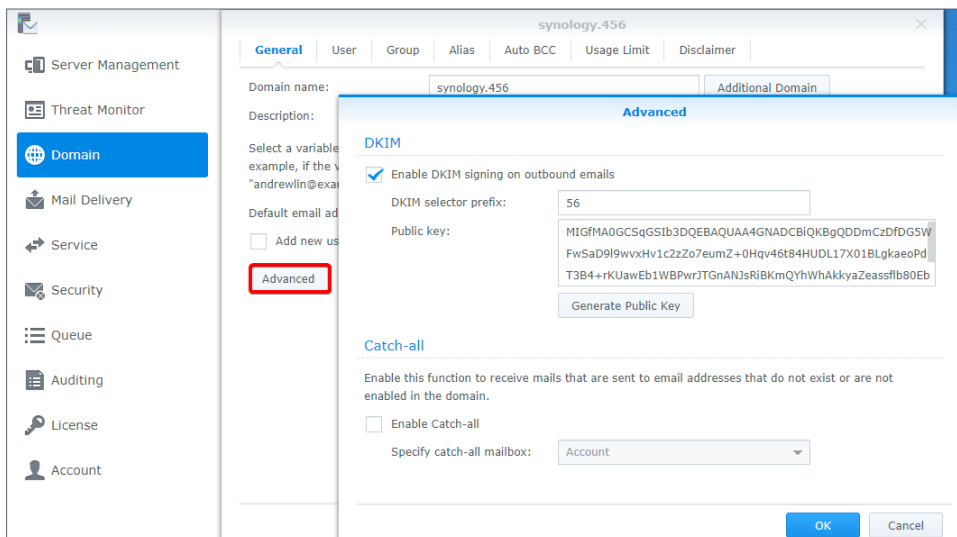 synology.456
Server Management
Threat Monitor
Domain
Mail Delivery
Service
Security
Queue
Auditing
License
Account
General User Group Alias Auto BCC Usage Limit Disclaimer
Domain name: synology.456 Additional Domain
Description:
Select a variable
example, if the v
"andrewlin@exa
Default email ad
Add new us
Advanced
Advanced
DKIM
Enable DKIM signing on outbound emails
DKIM selector prefix: 56
Public key: MIGfMA0GCSqGSIb3DQEBAQUAA4GNADCBiQKBgQDDmCzDfDG5W
FwSaD9l9wvxHv1c2zZo7eumZ+0Hqv46t84HUDL17X01BLgkaeoPd
T3B4+rKUawEb1WBPwrJTGnANJsRiBKmQYhWhAkkyaZeassflb80Eb
Generate Public Key
Catch-all
Enable this function to receive mails that are sent to email addresses that do not exist or are not
enabled in the domain.
Enable Catch-all
Specify catch-all mailbox: Account
OK Cancel